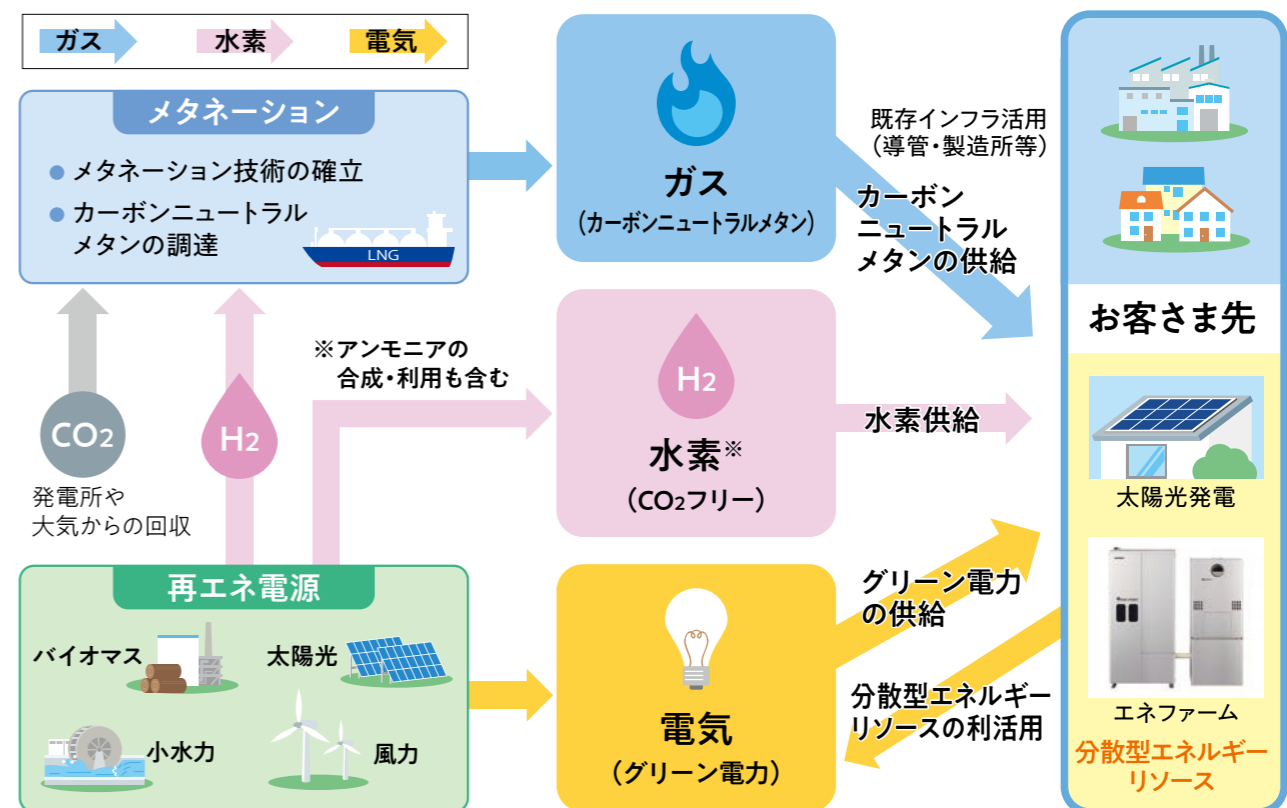 ガス
水素
電気
メタネーション
● メタネーション技術の確立
● カーボンニュートラル
メタンの調達
LNG
CO2
発電所や
大気からの回収
H2
※アンモニアの
合成・利用も含む
再エネ電源
バイオマス
太陽光
小水力
風力
ガス
（カーボンニュートラルメタン）
H2
水素※
（CO2フリー）
電気
（グリーン電力）
既存インフラ活用
（導管・製造所等）
カーボン
ニュートラル
メタンの供給
水素供給
グリーン電力
の供給
分散型エネルギー
リソースの利活用
お客さま先
太陽光発電
エネファーム
分散型エネルギー
リソース